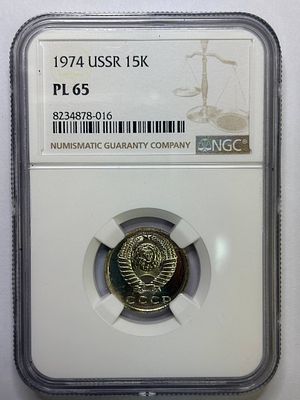 1974 USSR 15K
PL 65
8234878-016
NUMISMATIC GUARANTY COMPANY
NGC®
СССР